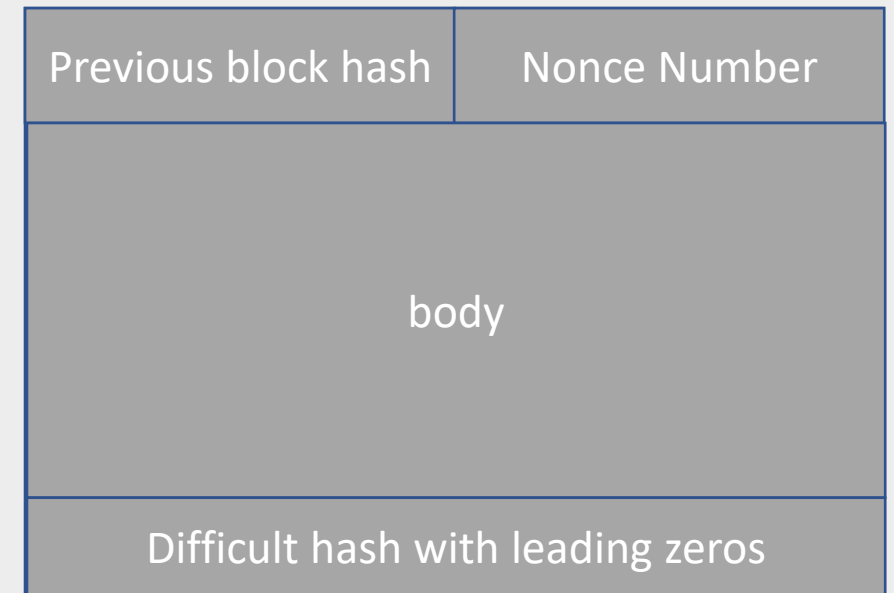 Previous block hash
Nonce Number
body
Difficult hash with leading zeros